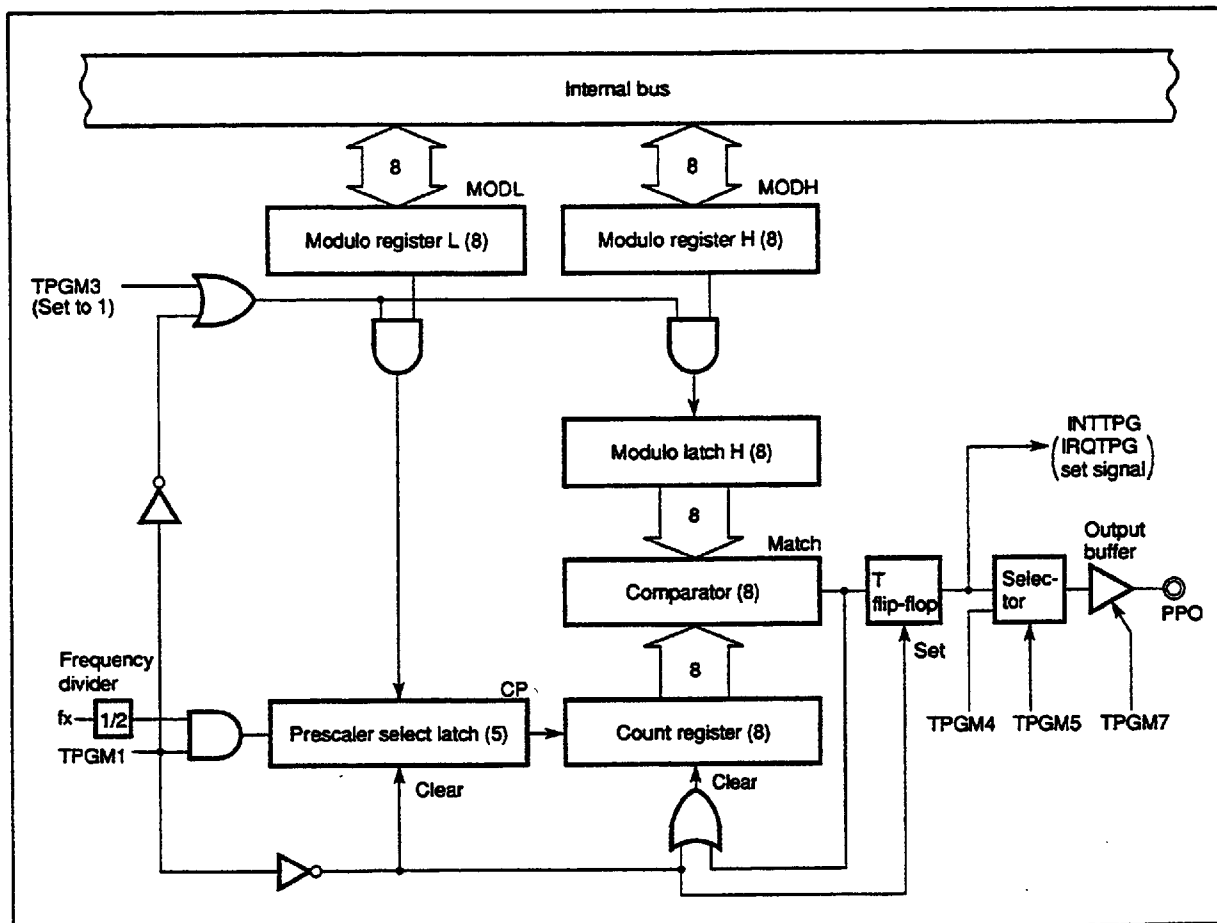 Internal bus
8
8
MODL
MODH
Modulo register L (8)
Modulo register H (8)
TPGM3
(Set to 1)
Modulo latch H (8)
INTTPG
IRQTPG
set signal
8
Match
Output
buffer
Comparator (8)
T
flip-flop
Selec-
tor
PPO
Set
8
Frequency
divider
fx
1/2
CP
TPGM4
TPGM5
TPGM7
Prescaler select latch (5)
Count register (8)
TPGM1
Clear
Clear